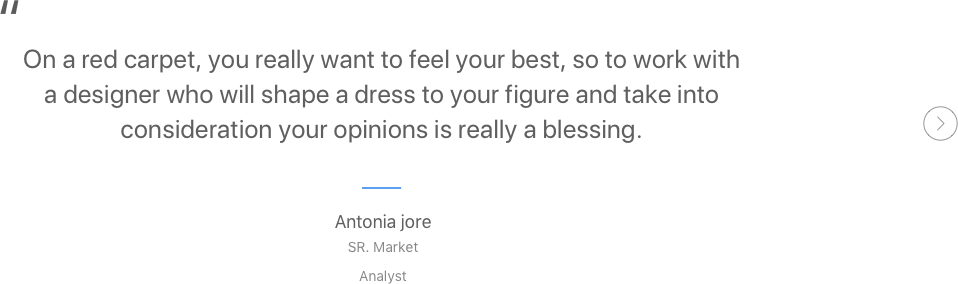 "
On a red carpet, you really want to feel your best, so to work with
a designer who will shape a dress to your figure and take into
consideration your opinions is really a blessing.
Antonia jore
SR. Market
Analyst